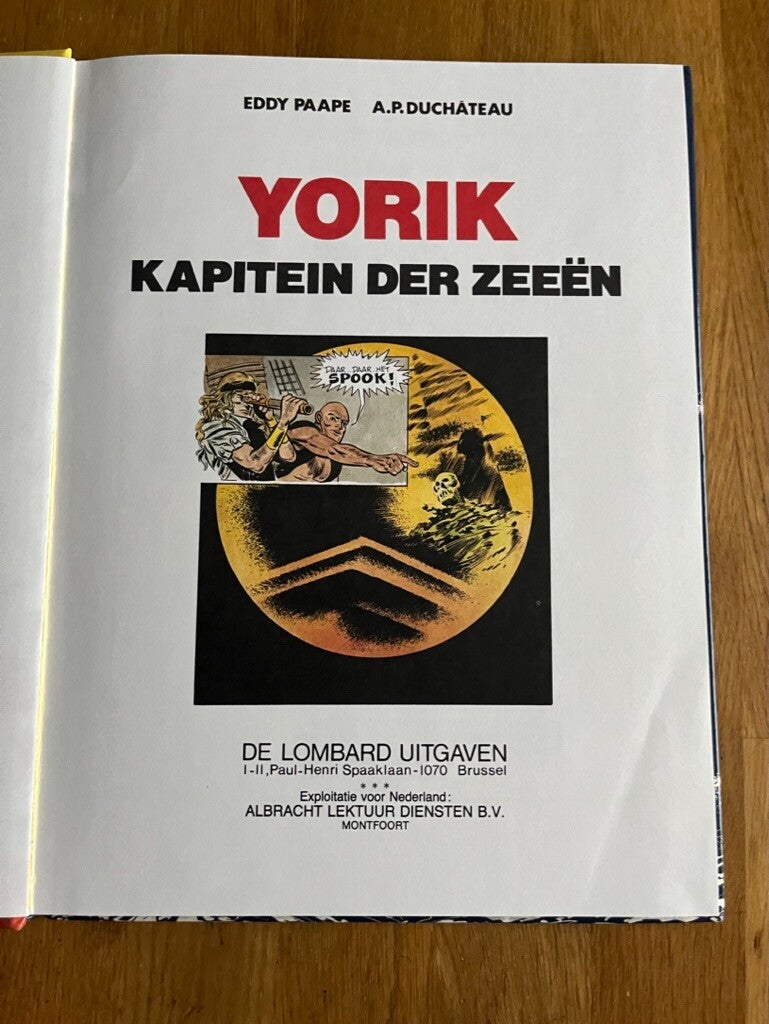 EDDY PAAPE A.P.DUCHÂTEAU
YORIK
KAPITEIN DER ZEEËN
DAAR, DAAR HET
SPOOK!
DE LOMBARD UITGAVEN
1-11,Paul-Henri Spaaklaan-1070 Brussel
***
Exploitatie voor Nederland:
ALBRACHT LEKTUUR DIENSTEN B.V.
MONTFOORT